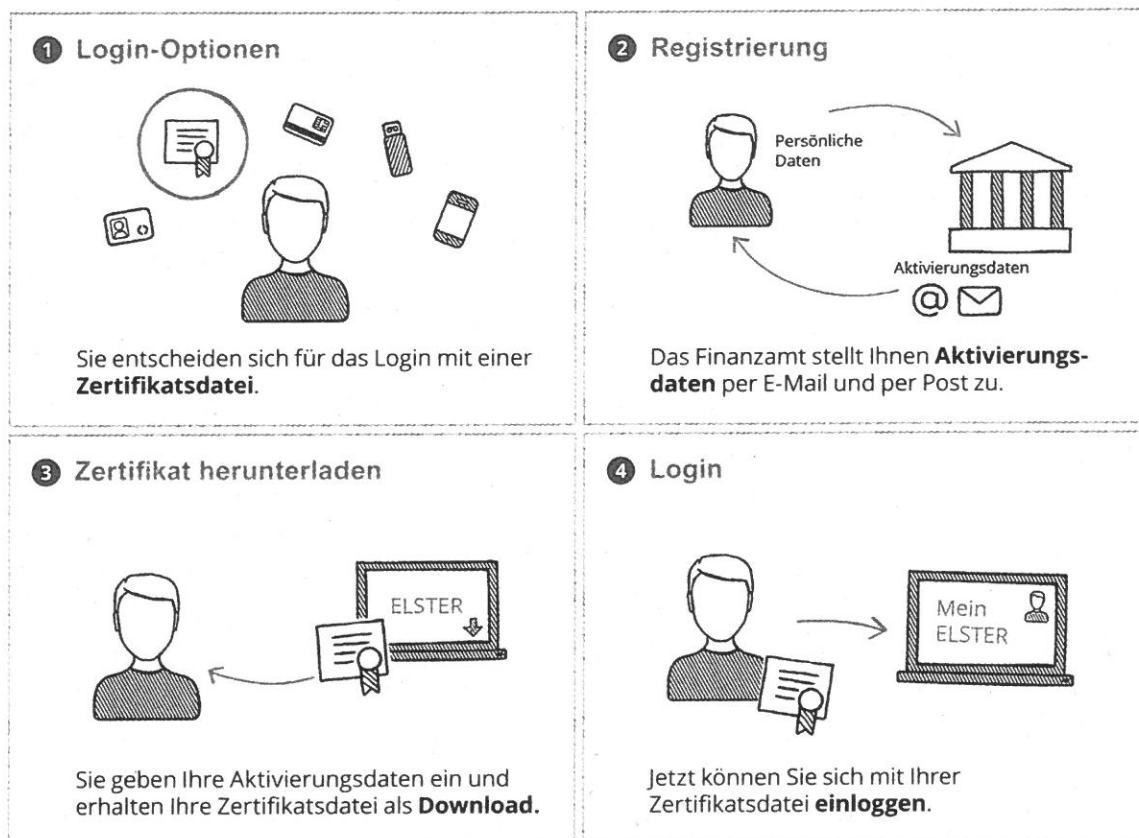 1 Login-Optionen
Sie entscheiden sich für das Login mit einer
Zertifikatsdatei.
2 Registrierung
Persönliche
Daten
Aktivierungsdaten
@
Das Finanzamt stellt Ihnen Aktivierungs-
daten per E-Mail und per Post zu.
3 Zertifikat herunterladen
ELSTER
Sie geben Ihre Aktivierungsdaten ein und
erhalten Ihre Zertifikatsdatei als Download.
4 Login
Mein
ELSTER
Jetzt können Sie sich mit Ihrer
Zertifikatsdatei einloggen.